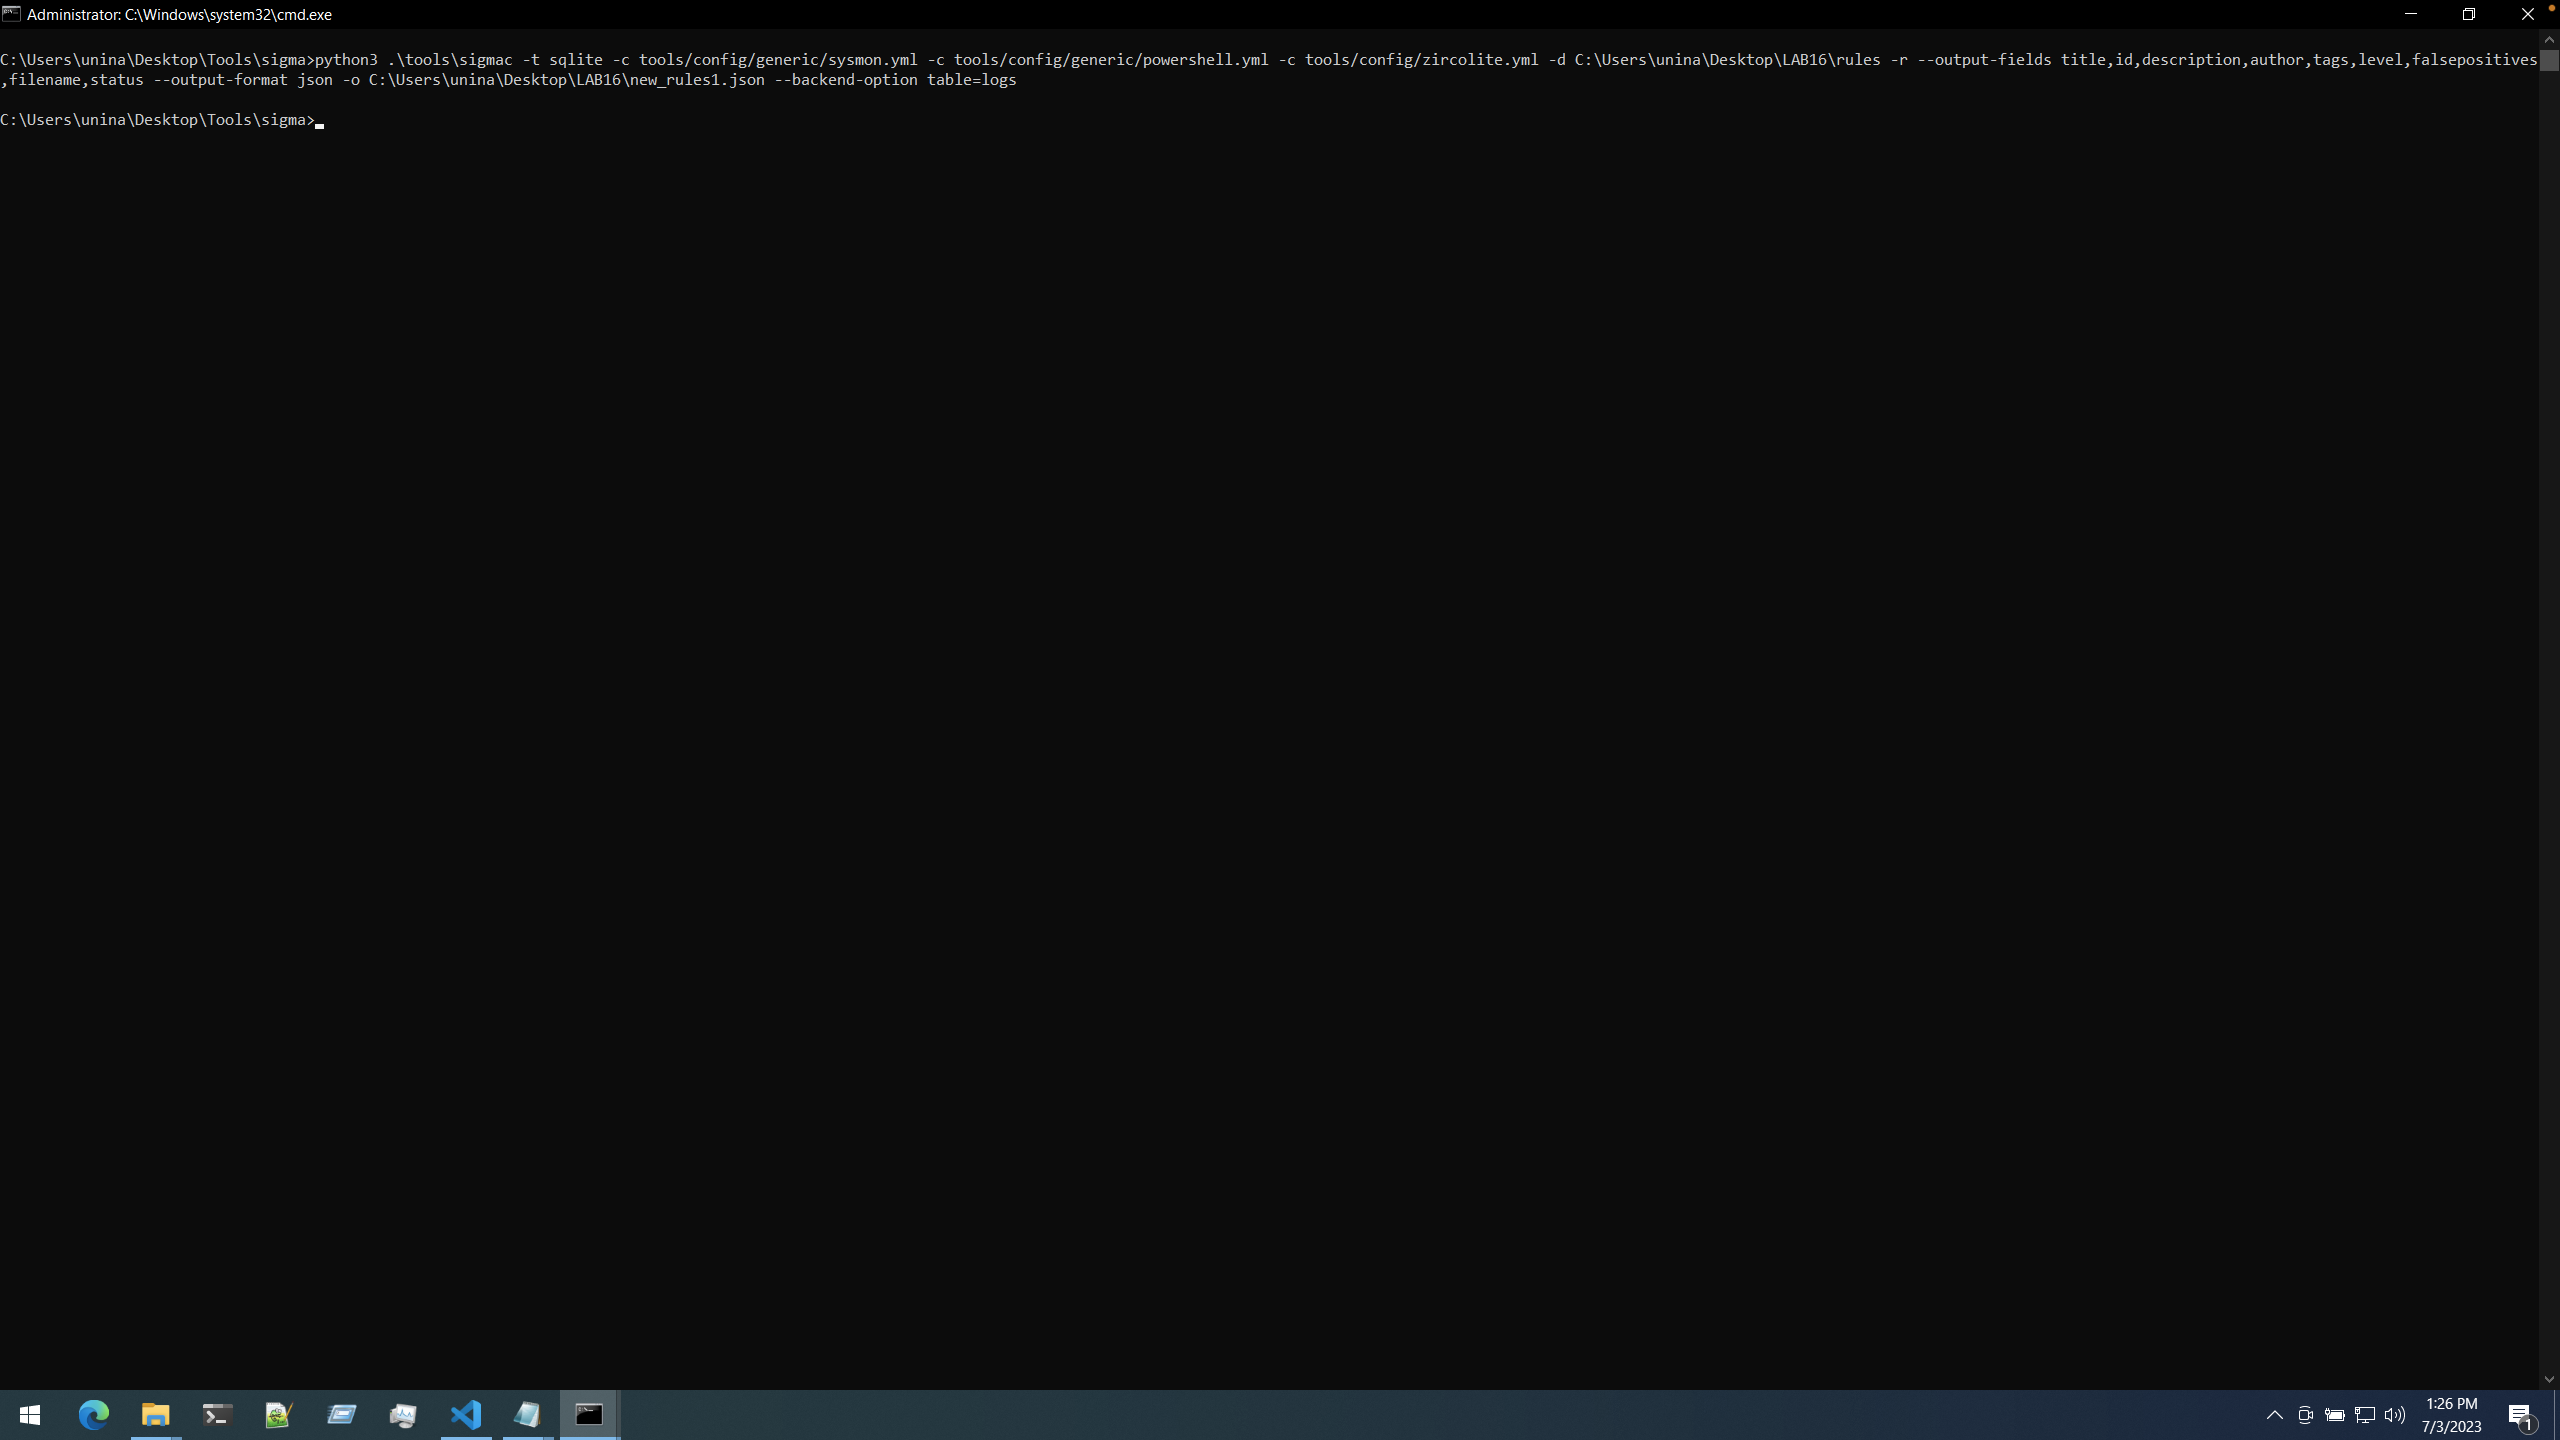 Administrator: C:\Windows\system32\cmd.exe
C:\Users\unina\Desktop\Tools\sigma>python3 .\tools\sigmac -t sqlite -c tools/config/generic/sysmon.yml -c tools/config/generic/powershell.yml -c tools/config/zircolite.yml -d C:\Users\unina\Desktop\LAB16\rules -r --output-fields title,id,description,author,tags,level,falsepositives
,filename,status --output-format json -o C:\Users\unina\Desktop\LAB16\new_rules1.json --backend-option table=logs
C:\Users\unina\Desktop\Tools\sigma>
1:26 PM
7/3/2023
1